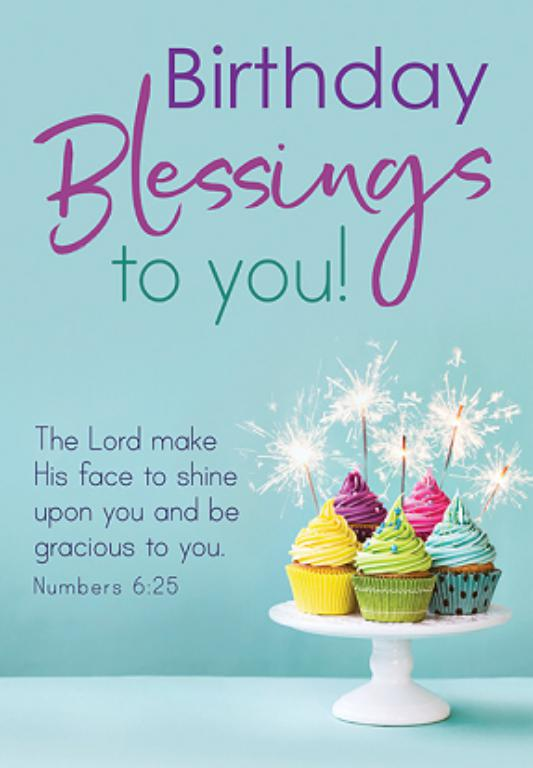 Birthday
Blessings
to you!
The Lord make
His face to shine
upon you and be
gracious to you.
Numbers 6:25